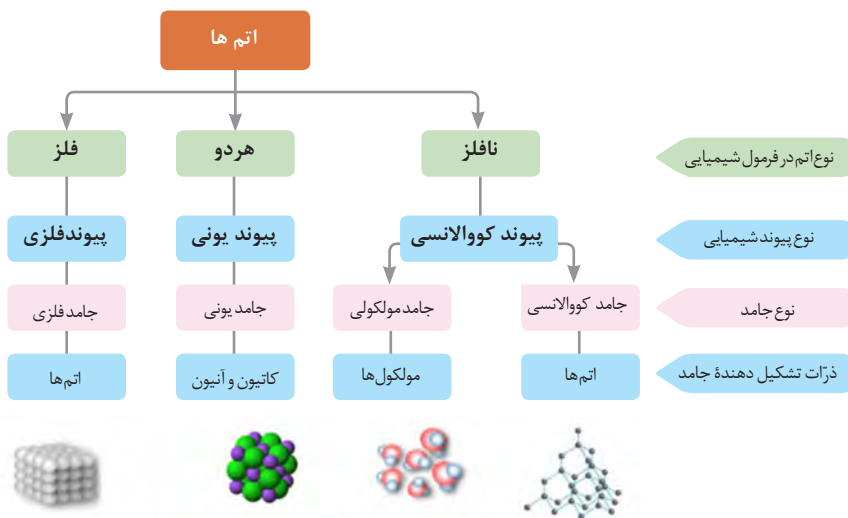 اتم ها
نوع اتم در فرمول شیمیایی
نافلز
هردو
فلز
نوع پیوند شیمیایی
پیوند کووالانسی
پیوند یونی
پیوند فلزی
نوع جامد
جامد کووالانسی
جامد مولکولی
جامد یونی
جامد فلزی
ذرّات تشکیل دهندهٔ جامد
اتم‌ها
مولکول‌ها
کاتیون و آنیون
اتم‌ها